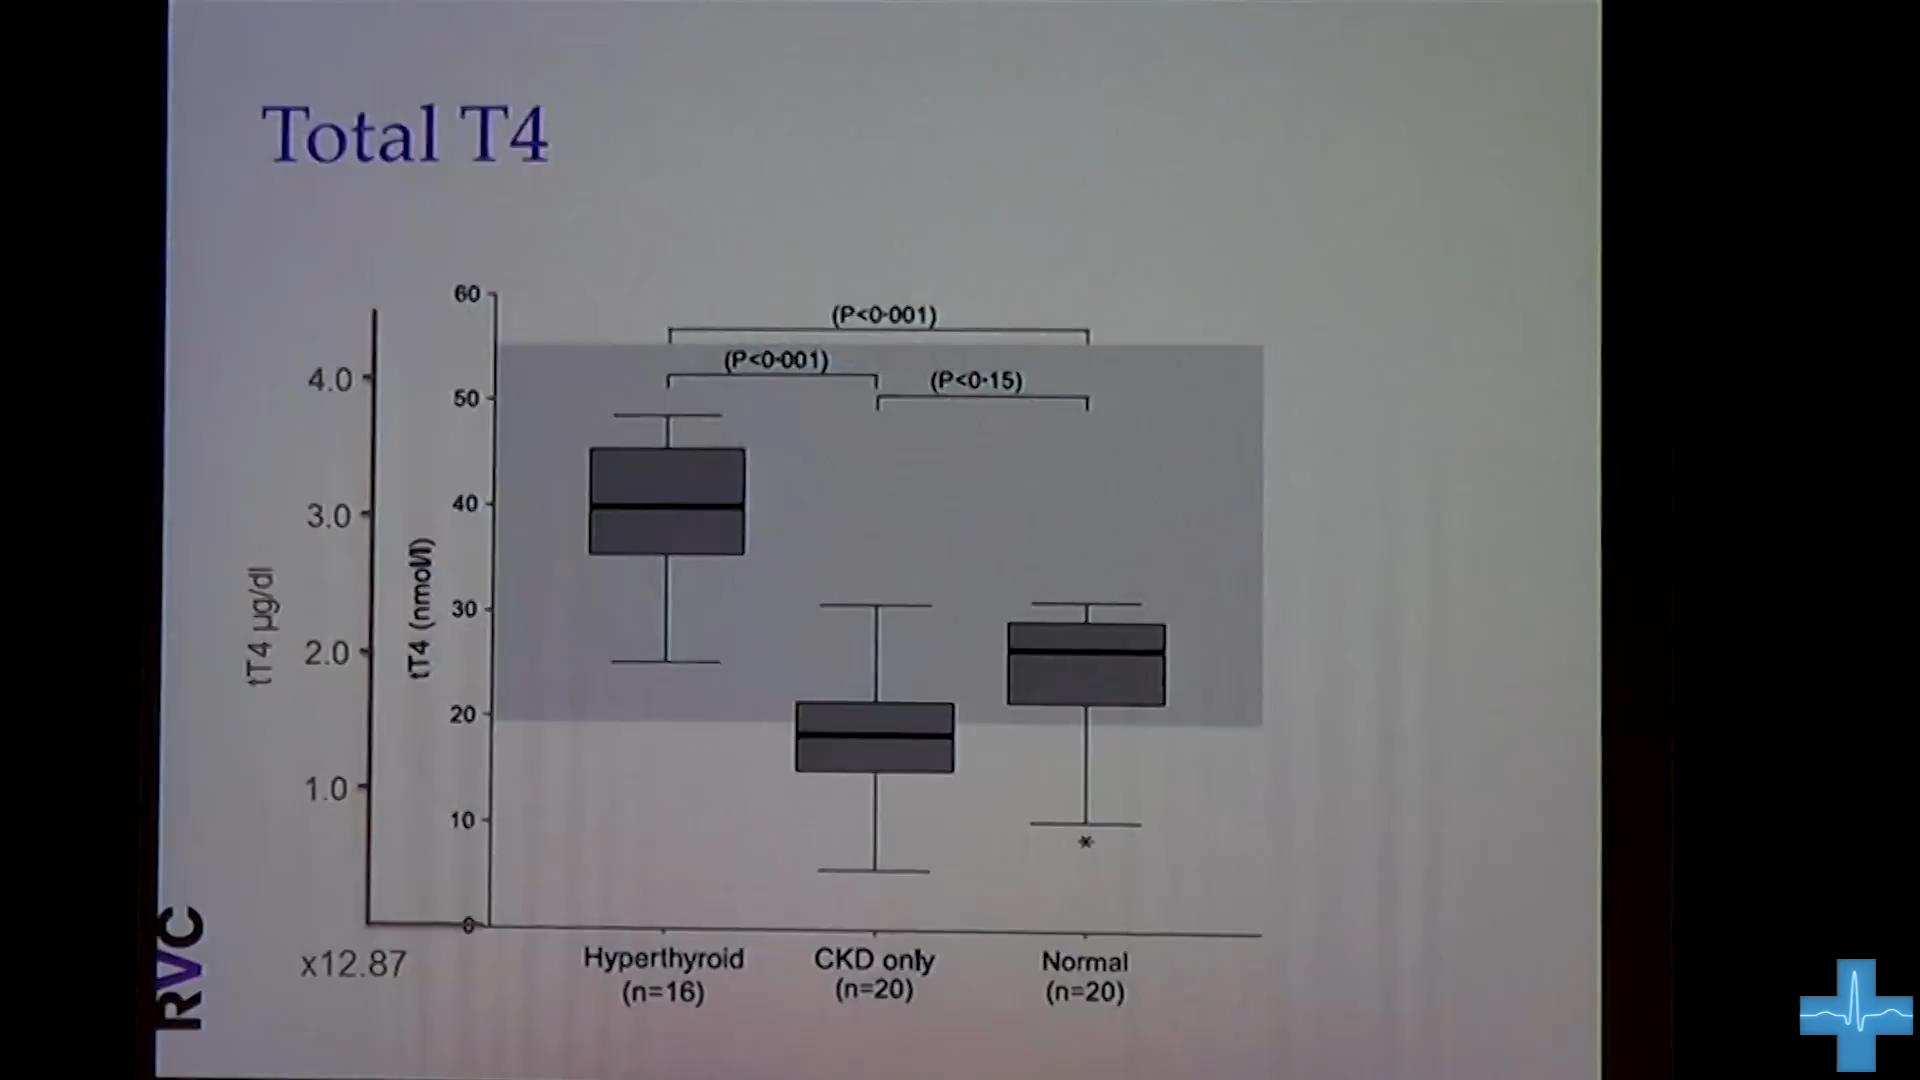 Total T4
60
(P<0·001)
4.0
(P<0·001)
(P<0·15)
50
40
3.0
tT4 µg/dl
tT4 (nmol/l)
30
2.0
20
1.0
10
*
0
RVC
x12.87
Hyperthyroid
(n=16)
CKD only
(n=20)
Normal
(n=20)